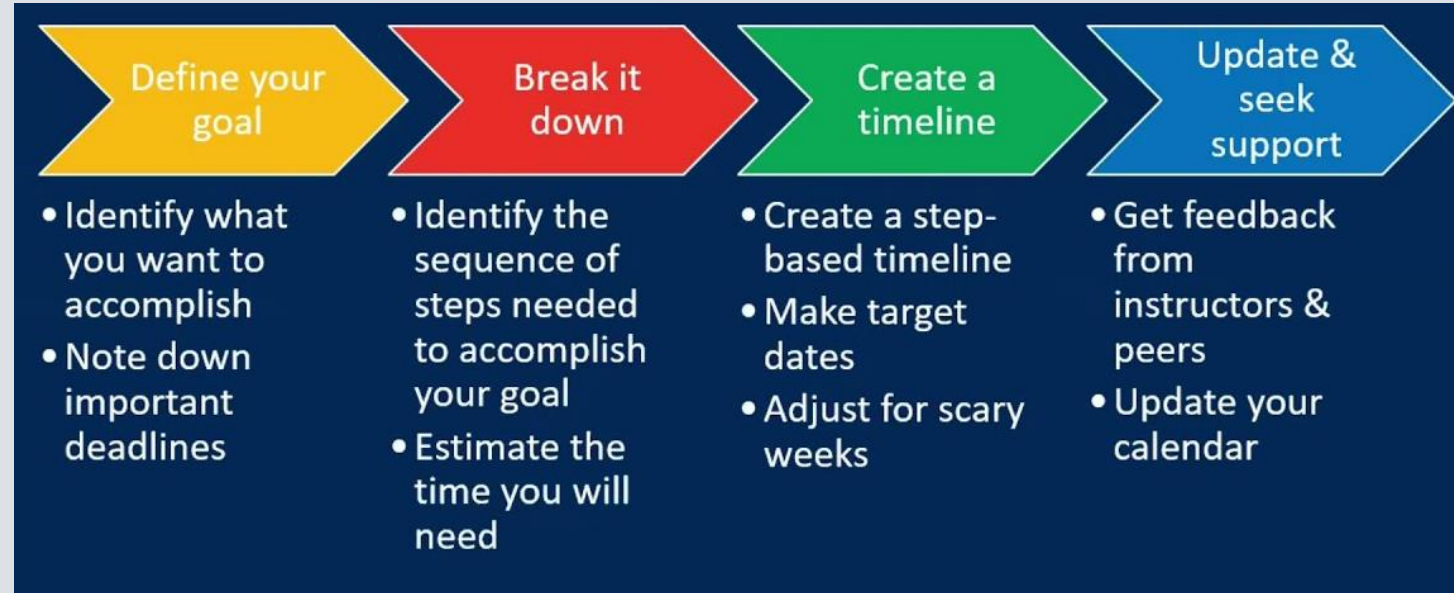 Define your
goal
• Identify what
you want to
accomplish
• Note down
important
deadlines
Break it
down
• Identify the
sequence of
steps needed
to accomplish
your goal
• Estimate the
time you will
need
Create a
timeline
• Create a step-
based timeline
• Make target
dates
• Adjust for scary
weeks
Update &
seek
support
• Get feedback
from
instructors &
peers
• Update your
calendar